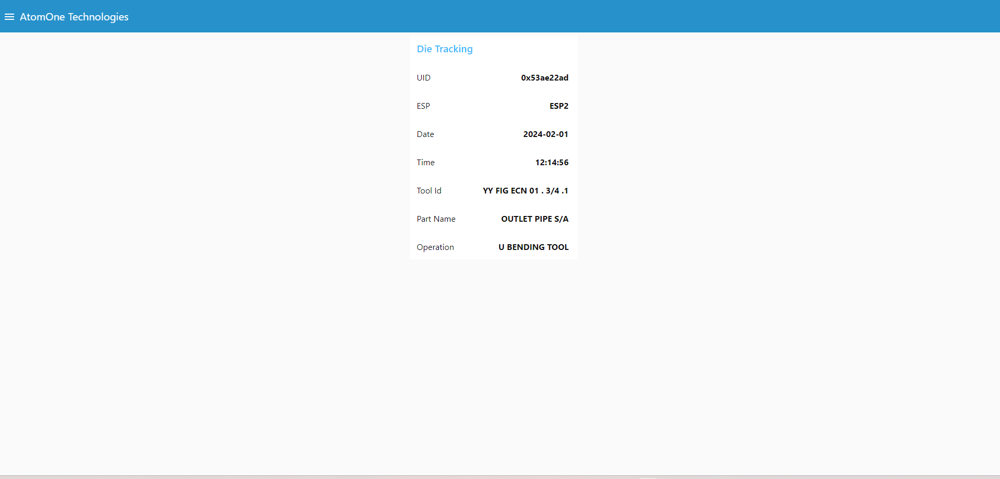 AtomOne Technologies
Die Tracking
UID 0x53ae22ad
ESP ESP2
Date 2024-02-01
Time 12:14:56
Tool Id YY FIG ECN 01 . 3/4 .1
Part Name OUTLET PIPE S/A
Operation U BENDING TOOL